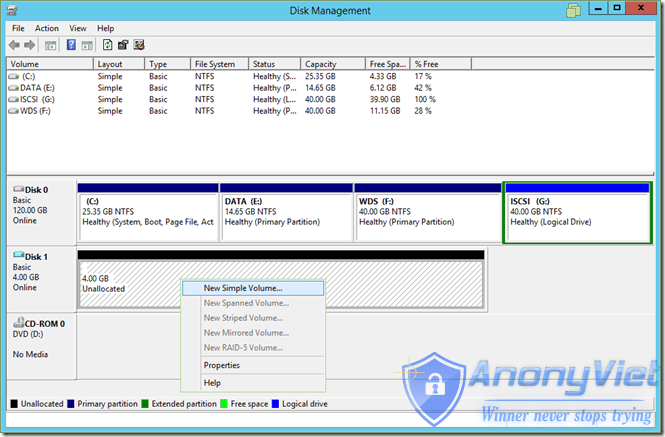 Disk Management
File Action View Help
Volume Layout Type File System Status Capacity Free Spa... % Free
(C:) Simple Basic NTFS Healthy (S... 25.35 GB 4.33 GB 17 %
DATA (E:) Simple Basic NTFS Healthy (P... 14.65 GB 6.12 GB 42 %
ISCSI (G:) Simple Basic NTFS Healthy (L... 40.00 GB 39.90 GB 100 %
WDS (F:) Simple Basic NTFS Healthy (P... 40.00 GB 11.15 GB 28 %
Disk 0
Basic
120.00 GB
Online
(C:)
25.35 GB NTFS
Healthy (System, Boot, Page File, Act
DATA (E:)
14.65 GB NTFS
Healthy (Primary Partition)
WDS (F:)
40.00 GB NTFS
Healthy (Primary Partition)
ISCSI (G:)
40.00 GB NTFS
Healthy (Logical Drive)
Disk 1
Basic
4.00 GB
Online
4.00 GB
Unallocated
New Simple Volume...
New Spanned Volume...
New Striped Volume...
New Mirrored Volume...
New RAID-5 Volume...
Properties
Help
CD-ROM 0
DVD (D:)
No Media
AnonyViet
Winner never stops trying
Unallocated Primary partition Extended partition Free space Logical drive